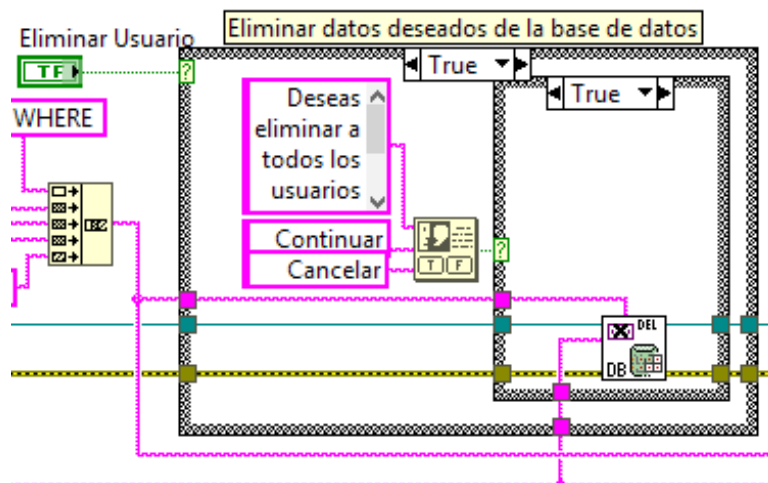 Eliminar Usuario
Eliminar datos deseados de la base de datos
TF
?
True
True
WHERE
Deseas
eliminar a
todos los
usuarios
Continuar
Cancelar
T F
?
DEL
DB